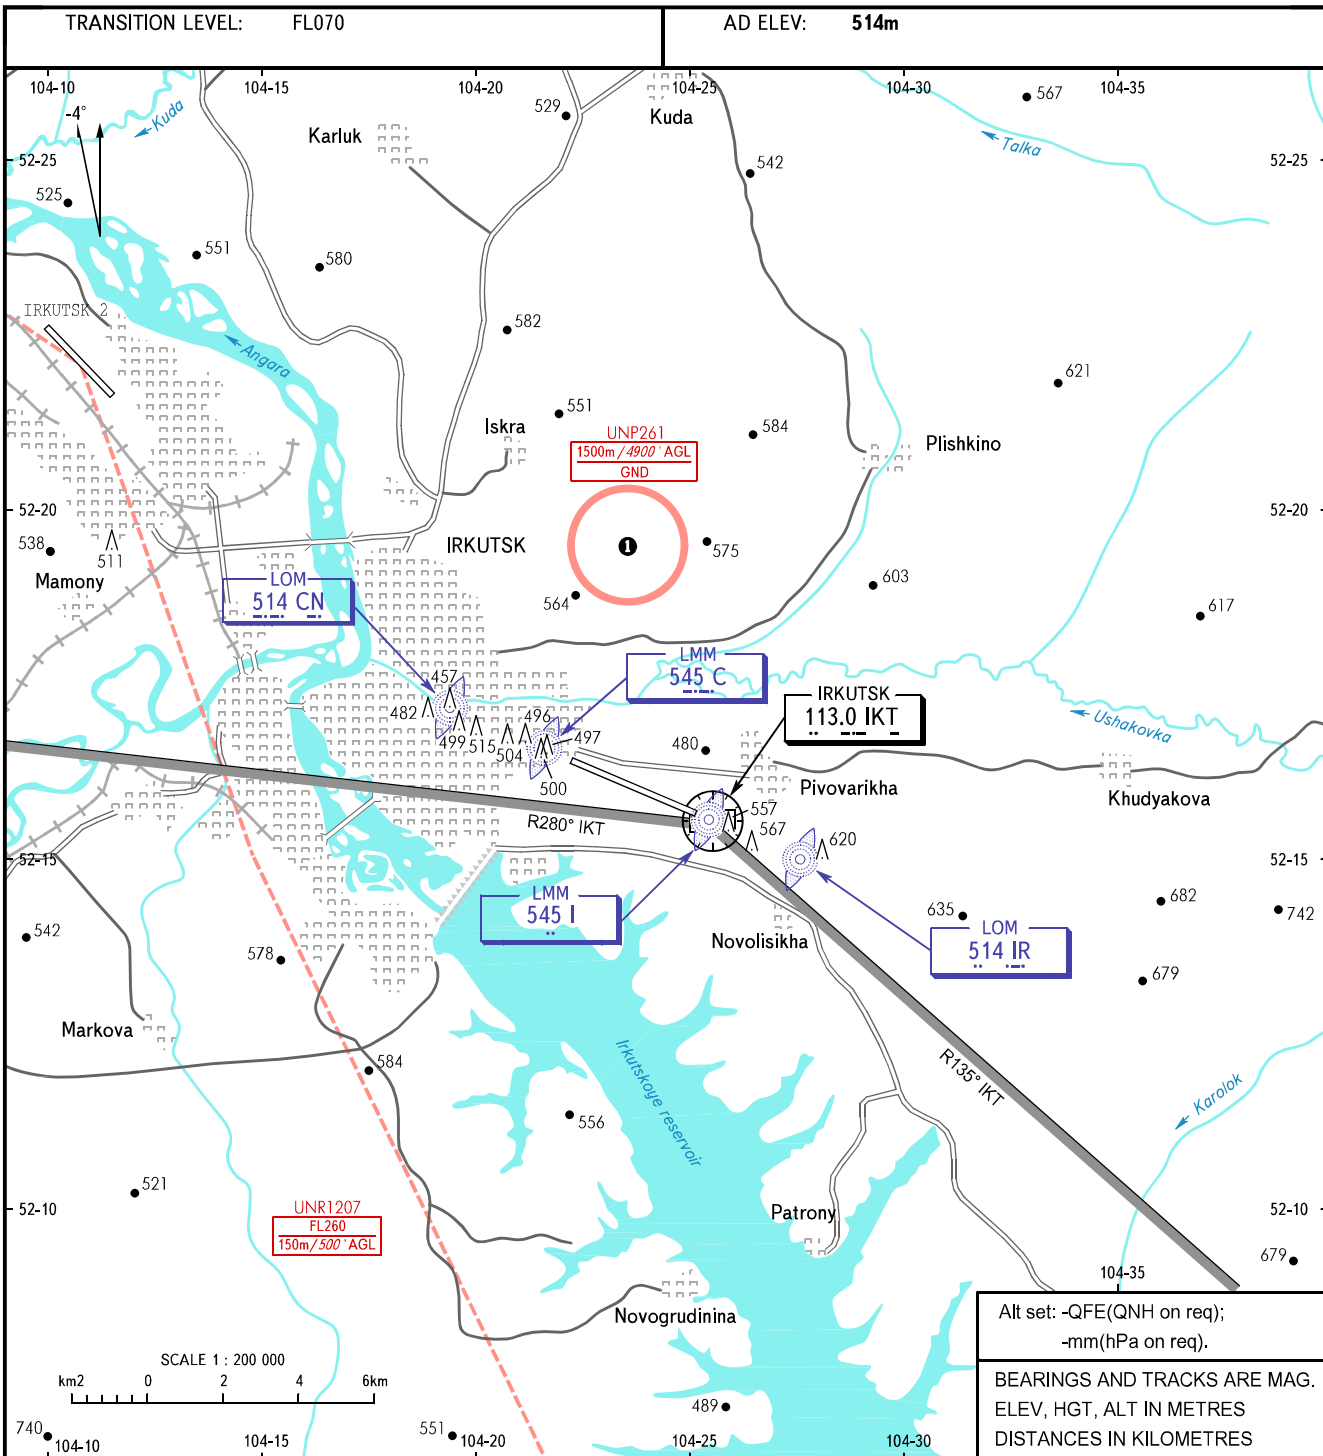 TRANSITION LEVEL: FL070
AD ELEV: 514m
104-10 104-15 104-20 104-25 104-30 104-35
-4°
Kuda
529
Kuda
567
Karluk
Talka
52-25
542
52-25
525
551
580
IRKUTSK 2
582
Angara
621
551
Iskra
584
UNP261
1500m/4900'AGL
GND
Plishkino
52-20
52-20
538
511
IRKUTSK
1
575
Mamony
LOM
514 CN
564
603
617
LMM
545 C
457
482
499
515
496
504
497
500
IRKUTSK
113.0 IKT
Ushakovka
480
Pivovarikha
Khudyakova
R280° IKT
557
567
620
52-15
52-15
LMM
545 I
635
682
742
542
578
Novolisikha
LOM
514 IR
679
Markova
584
Irkutskoije reservoir
R135° IKT
556
Karolok
521
52-10
UNR1207
FL260
150m/500'AGL
Patrony
52-10
679
104-35
Novogrudinina
Alt set: -QFE(QNH on req);
-mm(hPa on req).
SCALE 1 : 200 000
km2 0 2 4 6km
BEARINGS AND TRACKS ARE MAG.
ELEV, HGT, ALT IN METRES
DISTANCES IN KILOMETRES
489
740
551
104-10 104-15 104-20 104-25 104-30